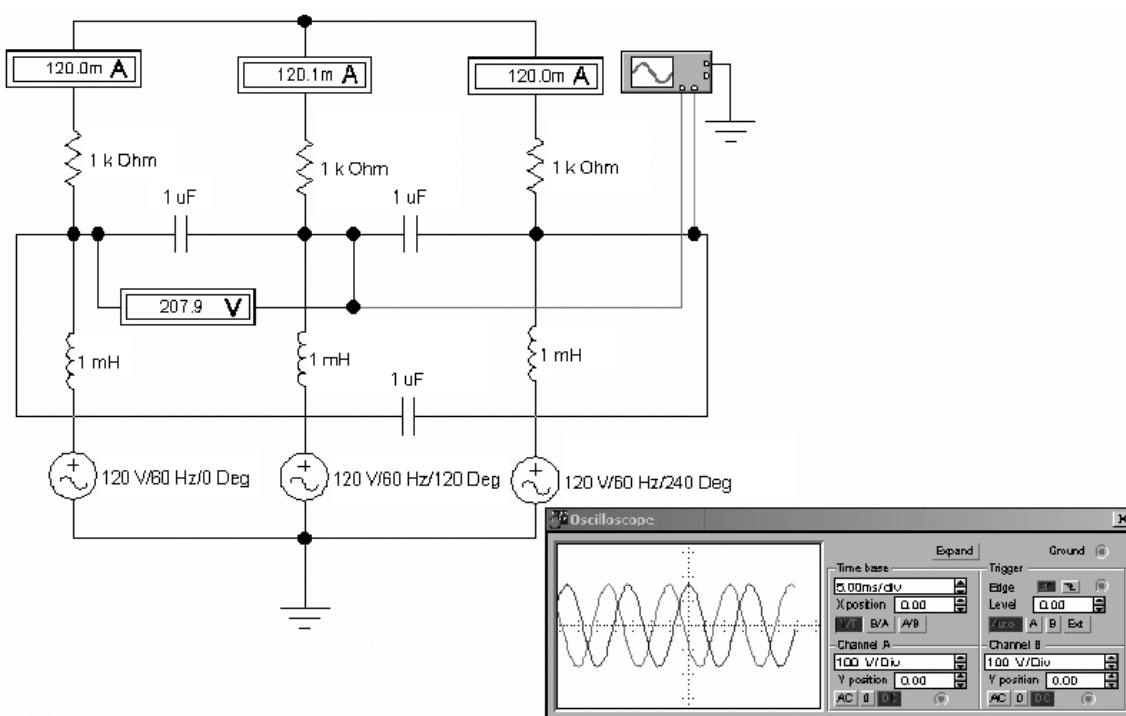 120.0m A
120.1m A
120.0m A
1 k Ohm
1 k Ohm
1 k Ohm
1 uF
1 uF
207.9 V
1 mH
1 mH
1 mH
1 uF
120 V/60 Hz/0 Deg
120 V/60 Hz/120 Deg
120 V/60 Hz/240 Deg
Oscilloscope
Expand
Ground
Time base
5.00ms/div
X position 0.00
Y/T B/A A/B
Trigger
Edge
Level 0.00
Auto A B Ext
Channel A
100 V/Div
Y position 0.00
AC 0 DC
Channel B
100 V/Div
Y position 0.00
AC 0 DC